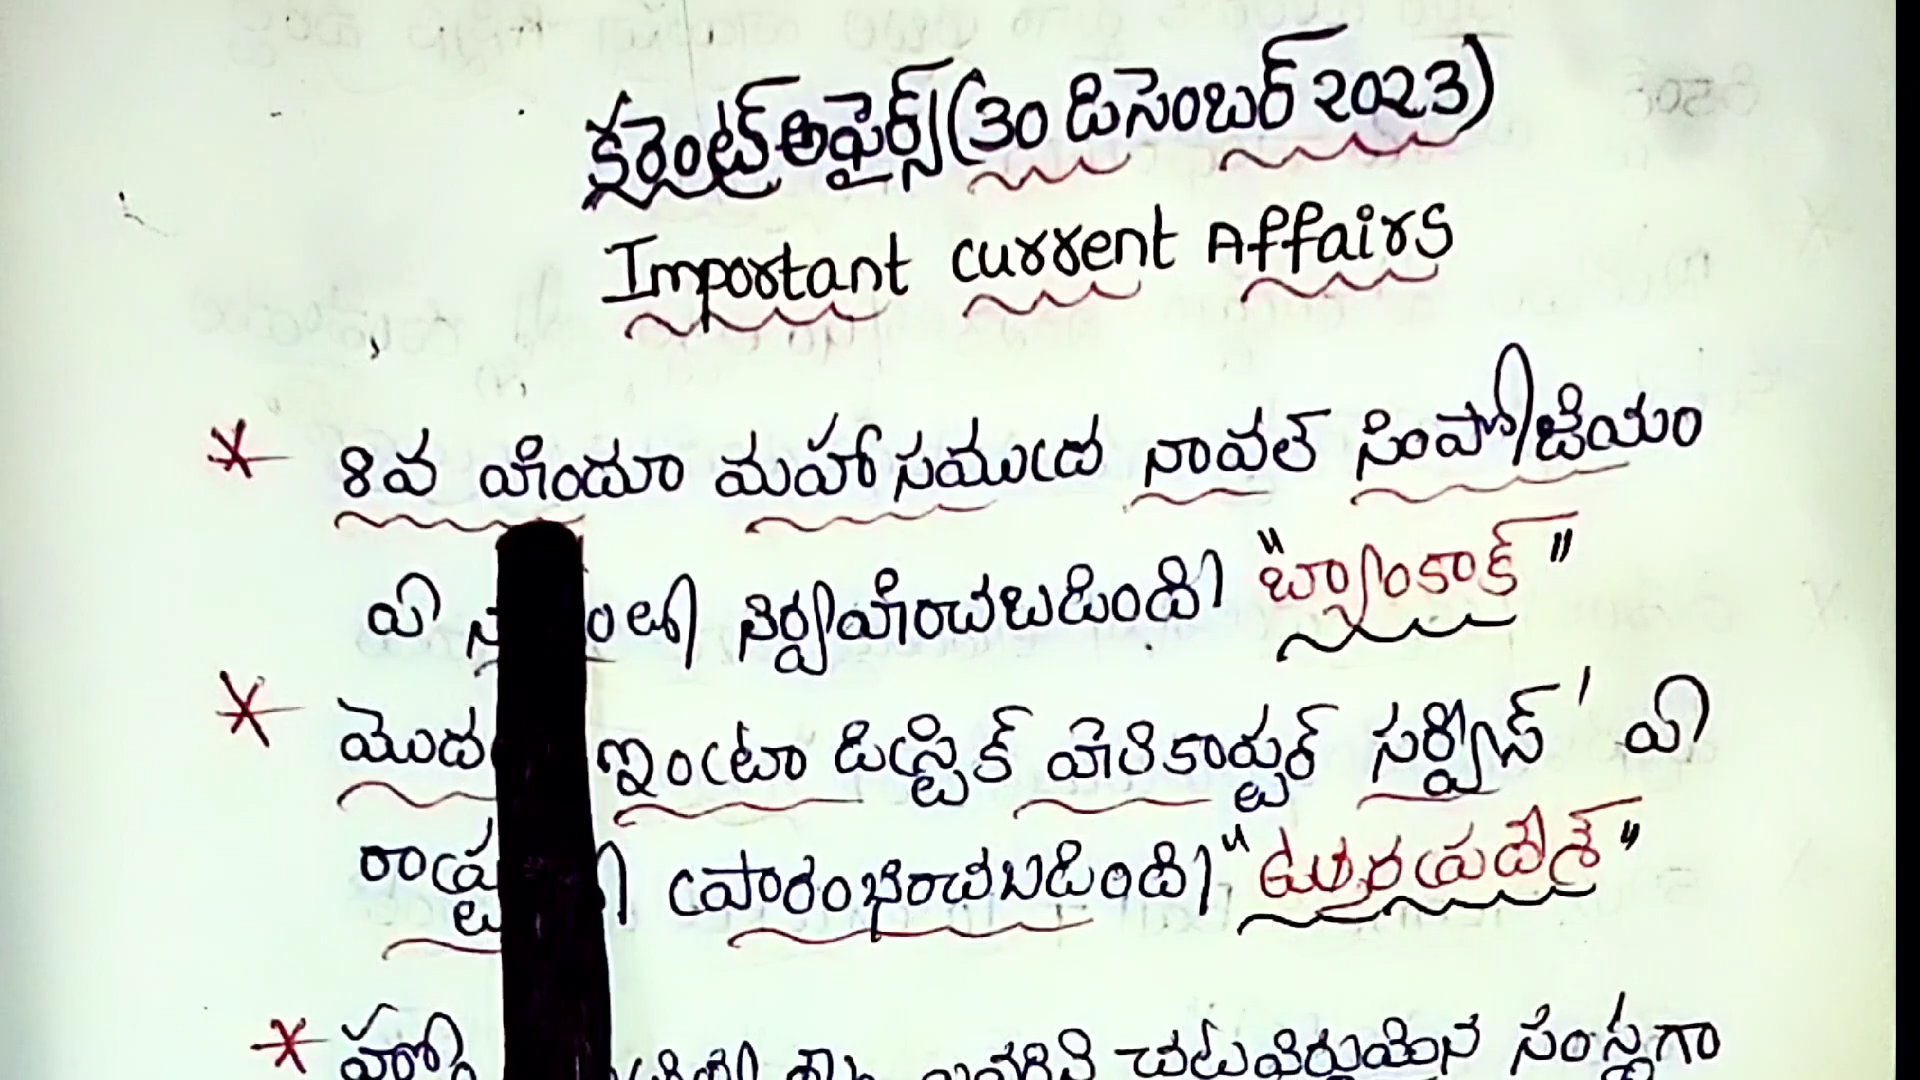 కరెంట్ అఫైర్స్ (30 డిసెంబర్ 2023)
Important current Affairs
* 8వ హిందూ మహాసముద్ర నావల్ సింపోజియం
ఏ నిర్వహించబడింది "బ్యాంకాక్"
* ఇంట్రా డిస్ట్రిక్ హెలికాప్టర్ సర్వీస్' ఏ
ప్రారంభించబడింది "ఉత్తరప్రదేశ్"
* సంస్థగా